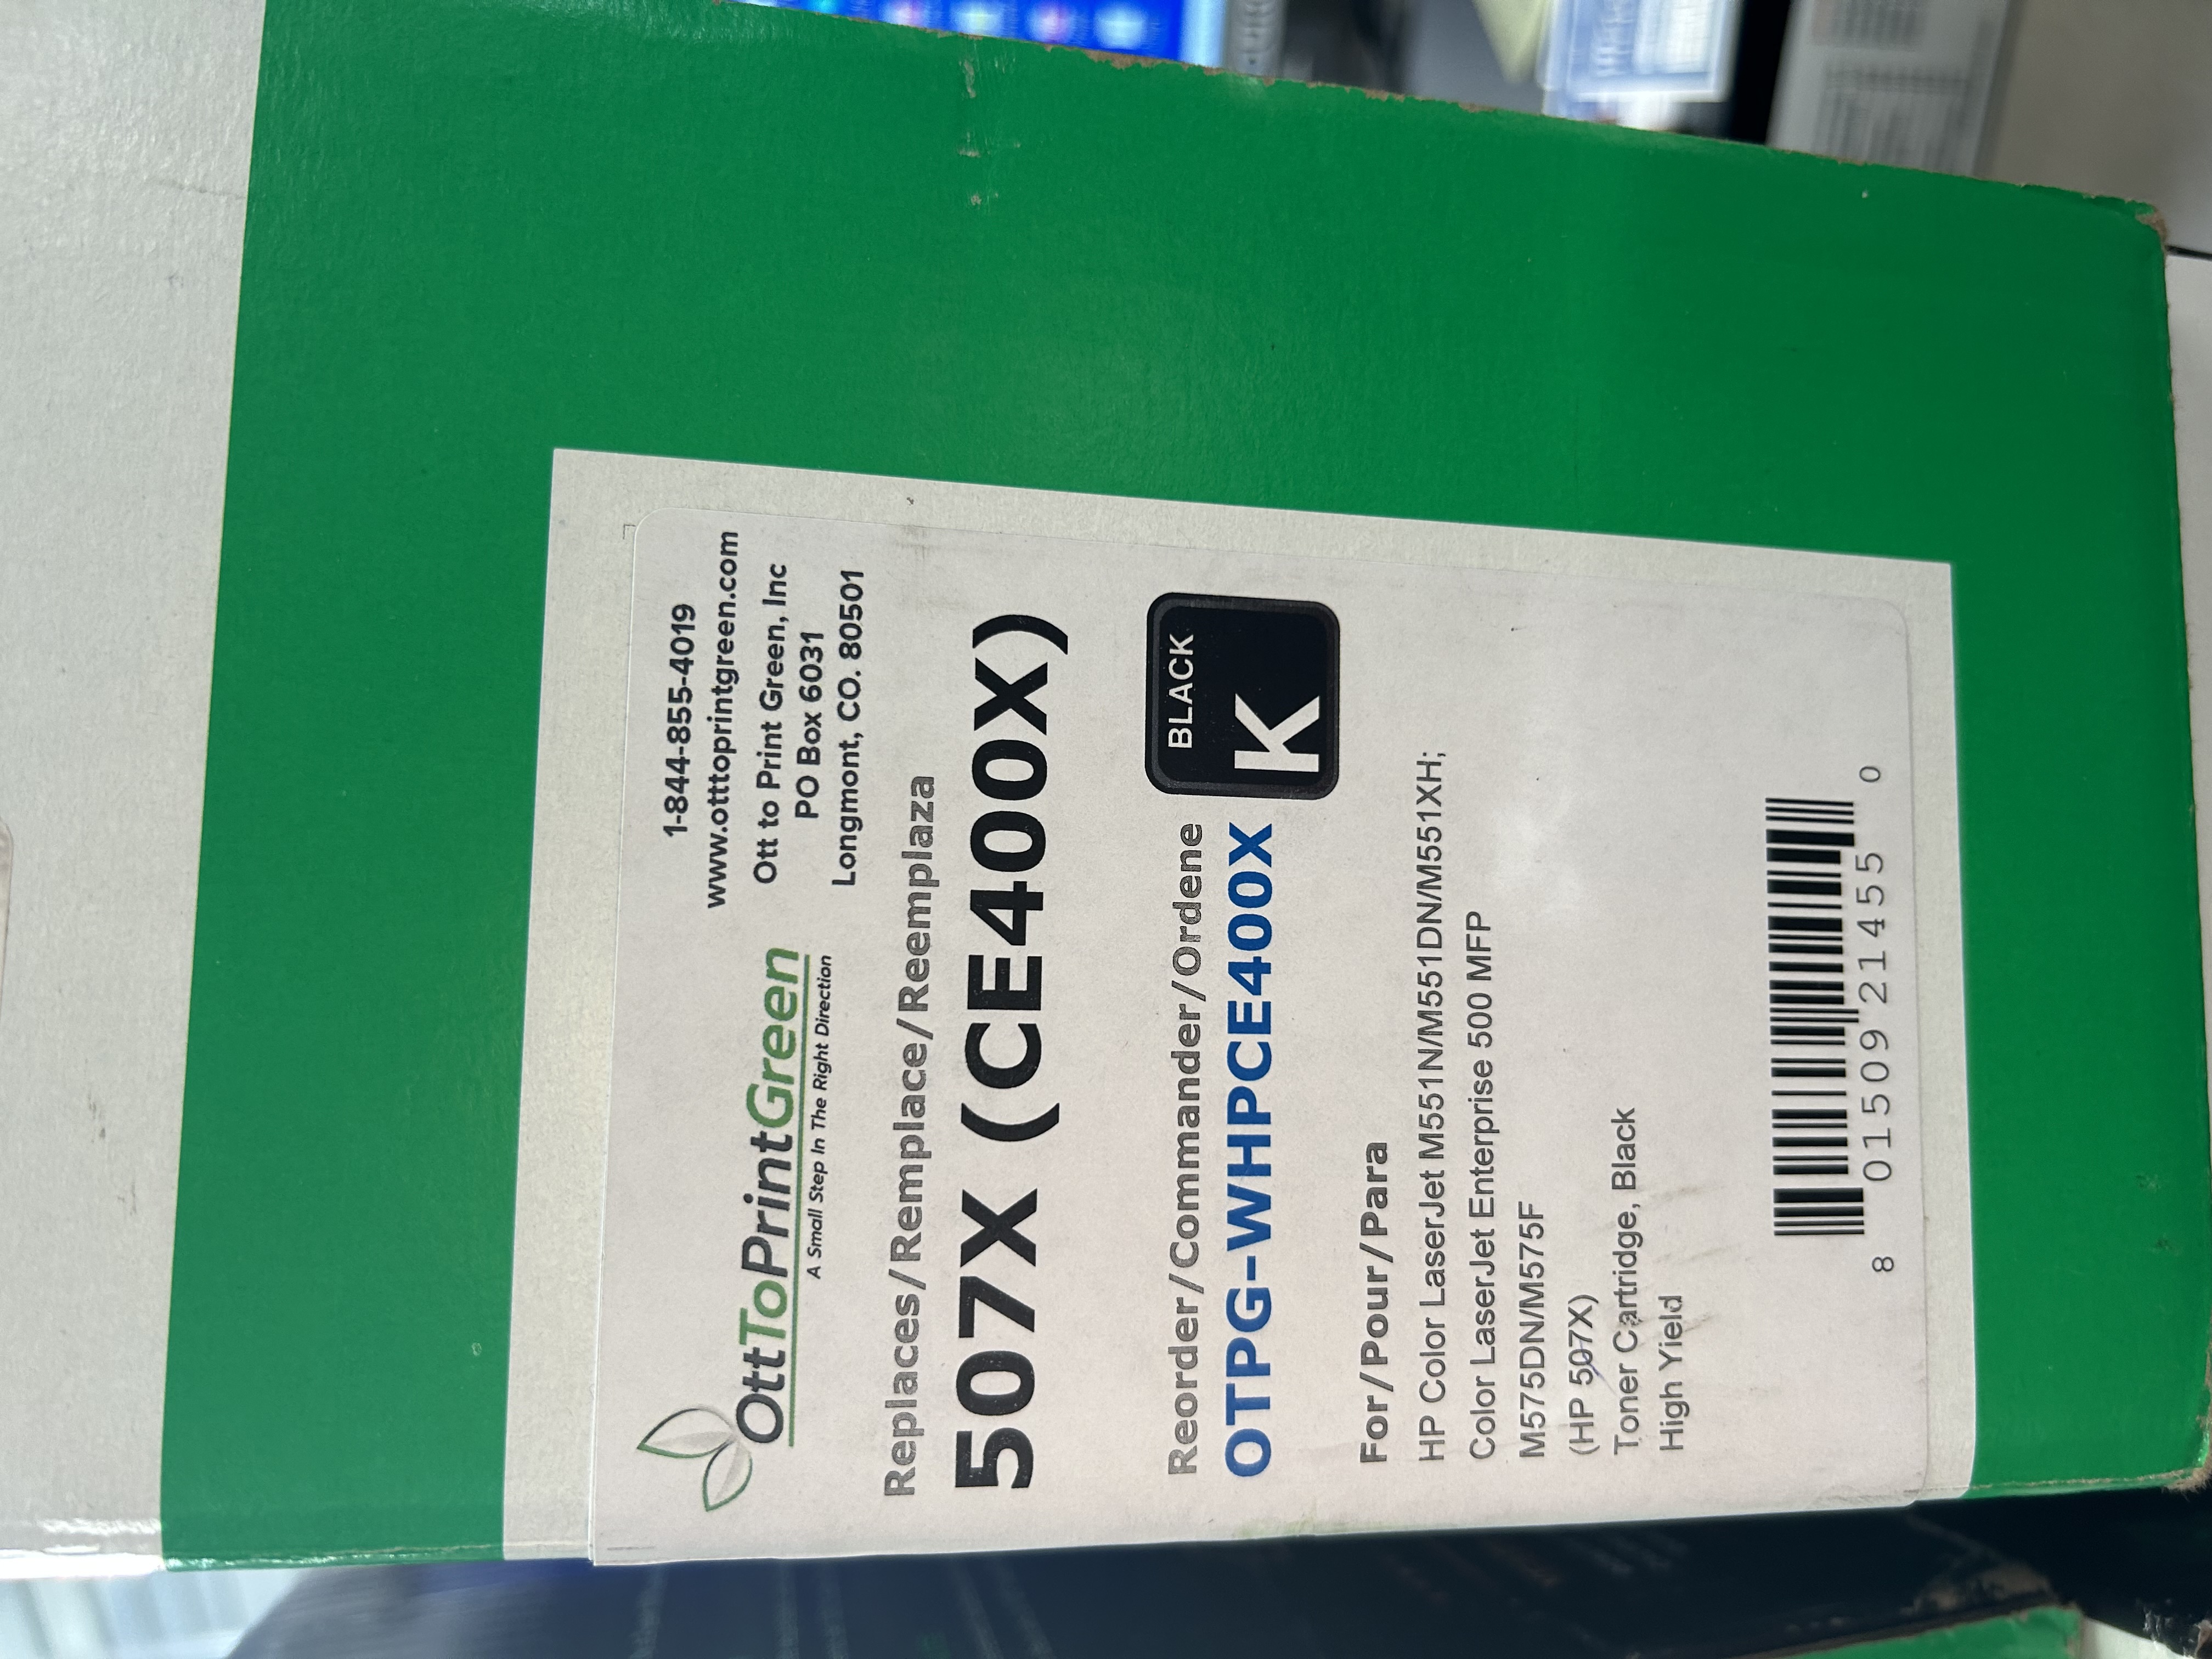 1-844-855-4019
www.otttoprintgreen.com
Ott to Print Green, Inc
PO Box 6031
Longmont, CO. 80501
OttToPrintGreen
A Small Step In The Right Direction
Replaces/Remplace/Reemplaza
507X (CE400X)
Reorder/Commander/Ordene
OTPG-WHPCE400X
BLACK
K
For/Pour/Para
HP Color LaserJet M551N/M551DN/M551XH;
Color LaserJet Enterprise 500 MFP
M575DN/M575F
(HP 507X)
Toner Cartridge, Black
High Yield
8 01509 21455 0